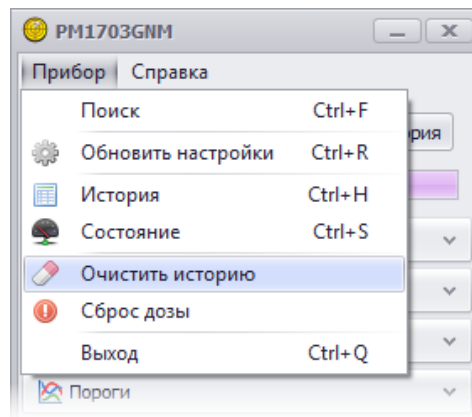 PM1703GNM
Прибор Справка
Поиск Ctrl+F
рия
Обновить настройки Ctrl+R
История Ctrl+H
Состояние Ctrl+S
Очистить историю
Сброс дозы
Выход Ctrl+Q
Пороги